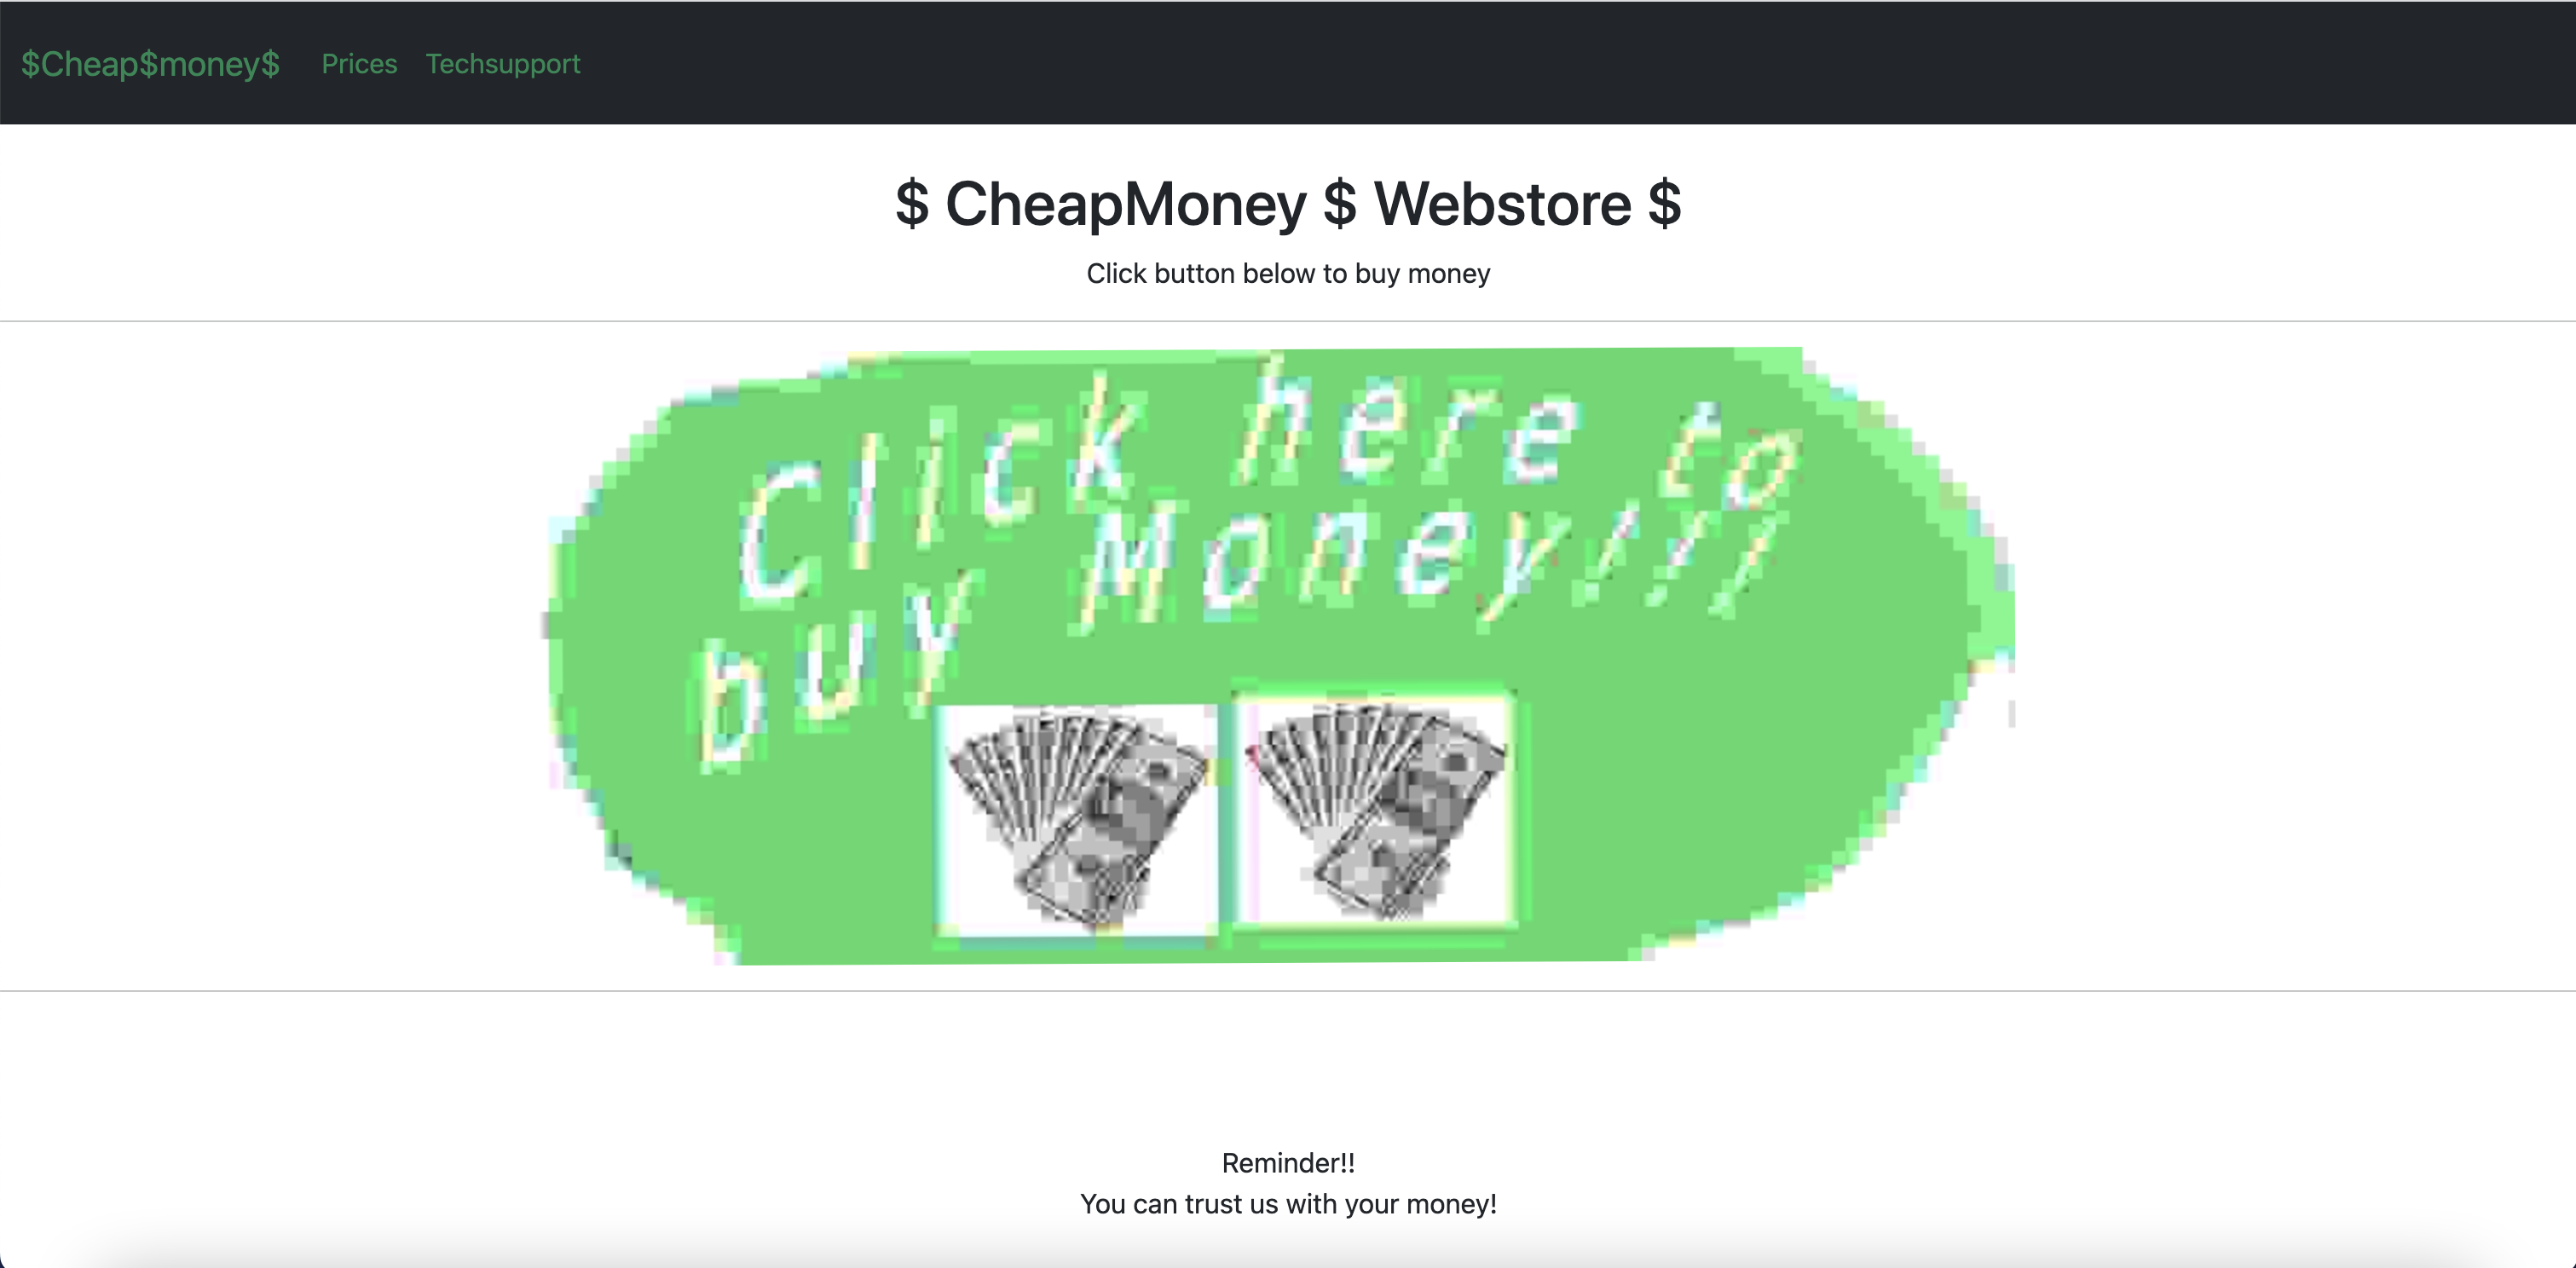 $Cheap$money$ Prices Techsupport
$ CheapMoney $ Webstore $
Click button below to buy money
Click here to
buy Money!!!
Reminder!!
You can trust us with your money!